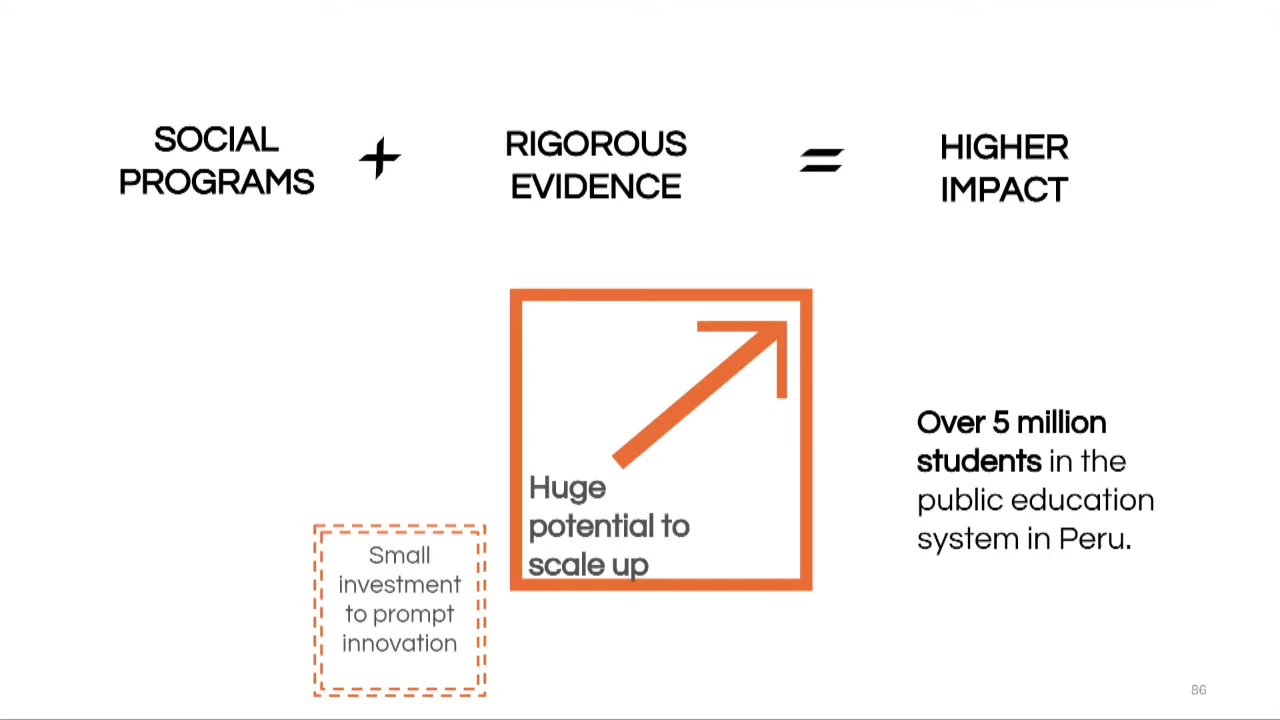 SOCIAL
PROGRAMS
+
RIGOROUS
EVIDENCE
=
HIGHER
IMPACT
Huge
potential to
scale up
Small
investment
to prompt
innovation
Over 5 million
students in the
public education
system in Peru.
86